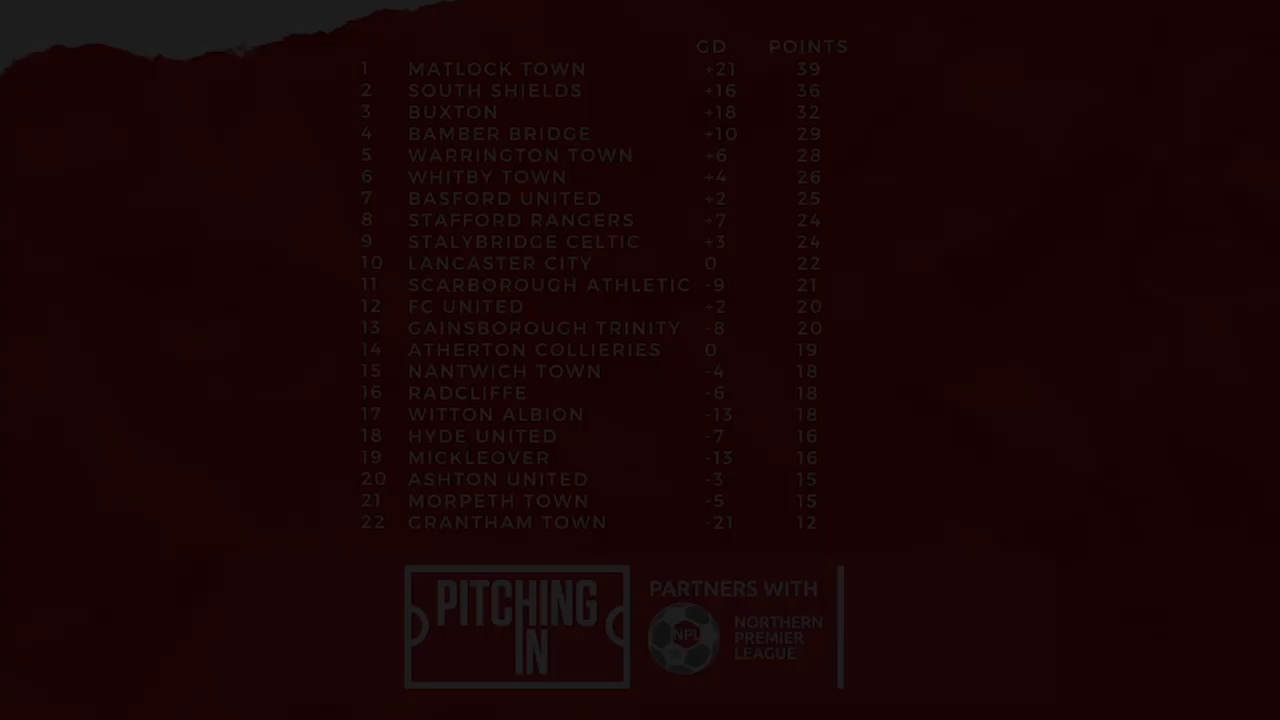 GD POINTS
1 MATLOCK TOWN +21 39
2 SOUTH SHIELDS +16 36
3 BUXTON +18 32
4 BAMBER BRIDGE +10 29
5 WARRINGTON TOWN +6 28
6 WHITBY TOWN +4 26
7 BASFORD UNITED +2 25
8 STAFFORD RANGERS +7 24
9 STALYBRIDGE CELTIC +3 24
10 LANCASTER CITY 0 22
11 SCARBOROUGH ATHLETIC -9 21
12 FC UNITED +2 20
13 GAINSBOROUGH TRINITY -8 20
14 ATHERTON COLLIERIES 0 19
15 NANTWICH TOWN -4 18
16 RADCLIFFE -6 18
17 WITTON ALBION -13 18
18 HYDE UNITED -7 16
19 MICKLEOVER -13 16
20 ASHTON UNITED -3 15
21 MORPETH TOWN -5 15
22 GRANTHAM TOWN -21 12
PITCHING
IN
PARTNERS WITH
NPL
NORTHERN
PREMIER
LEAGUE